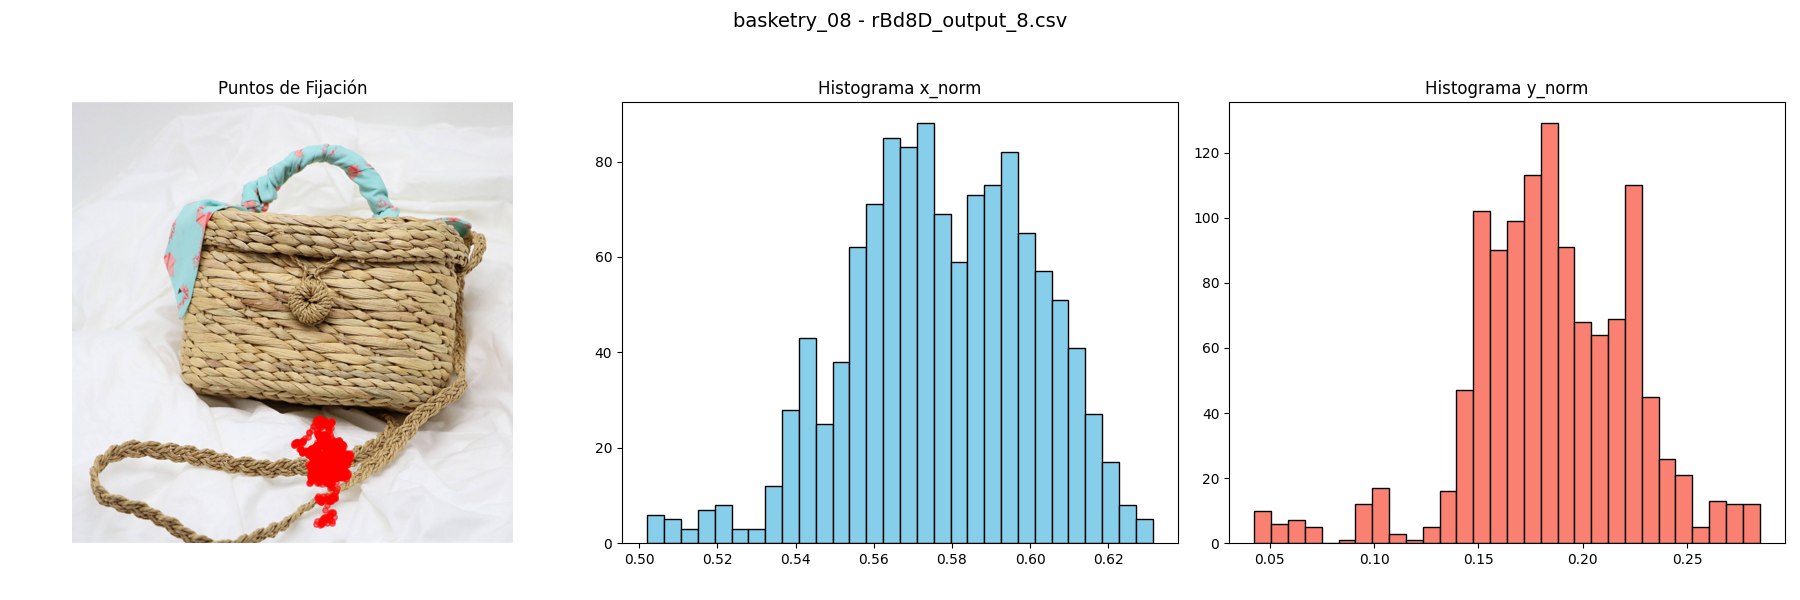 basketry_08 - rBd8D_output_8.csv
Puntos de Fijación
Histograma x_norm
80
60
40
20
0
0.50 0.52 0.54 0.56 0.58 0.60 0.62
Histograma y_norm
120
100
80
60
40
20
0
0.05 0.10 0.15 0.20 0.25